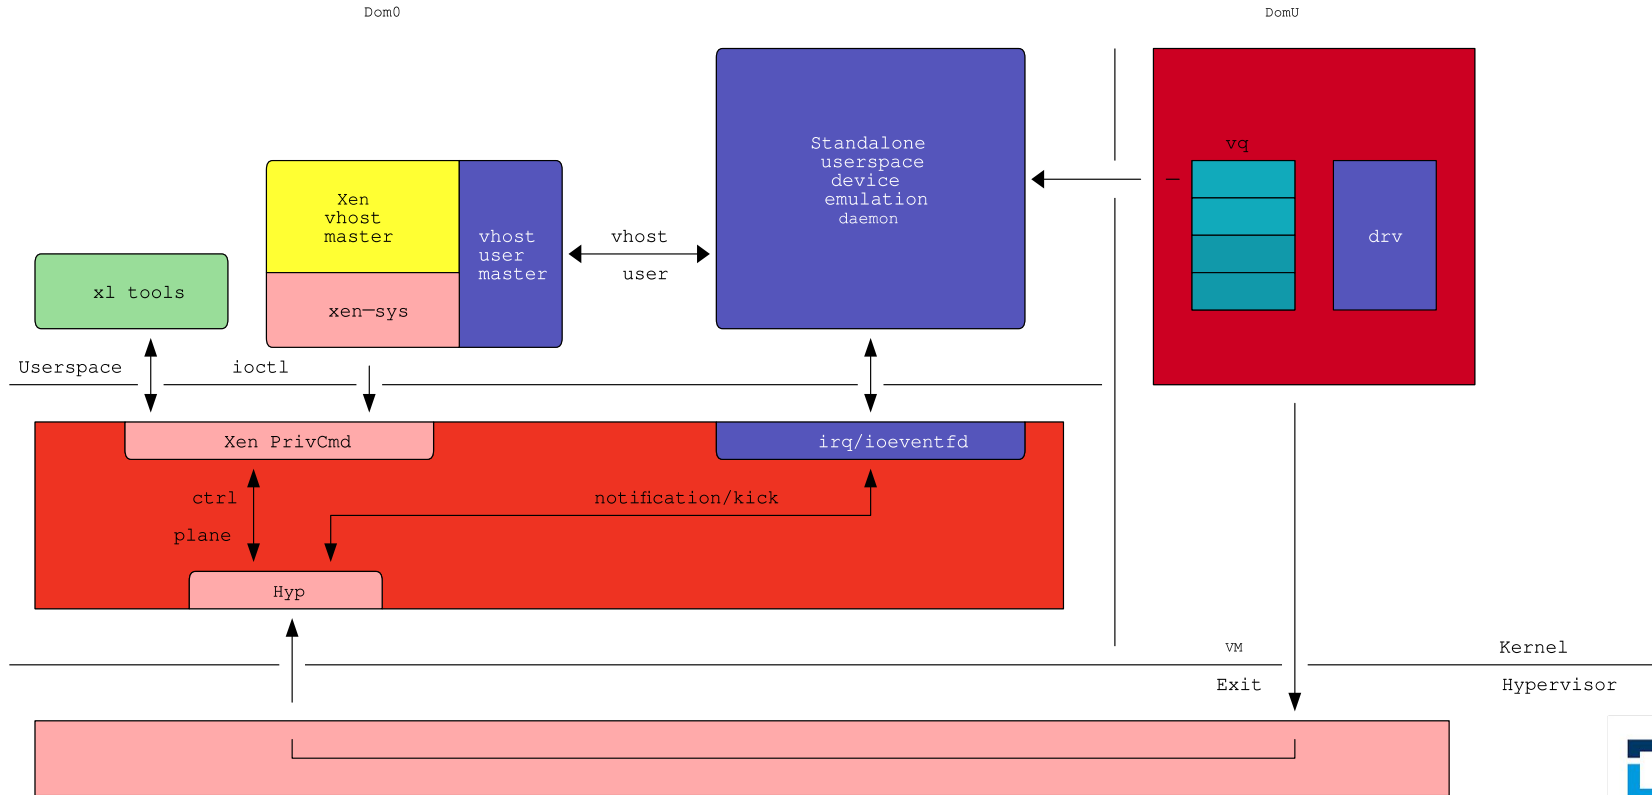 Dom0
DomU
Standalone
userspace
device
emulation
daemon
vq
drv
Xen
vhost
master
vhost
user
master
vhost
user
xl tools
xen—sys
Userspace
ioctl
Xen PrivCmd
irq/ioeventfd
ctrl
plane
notification/kick
Hyp
VM
Exit
Kernel
Hypervisor